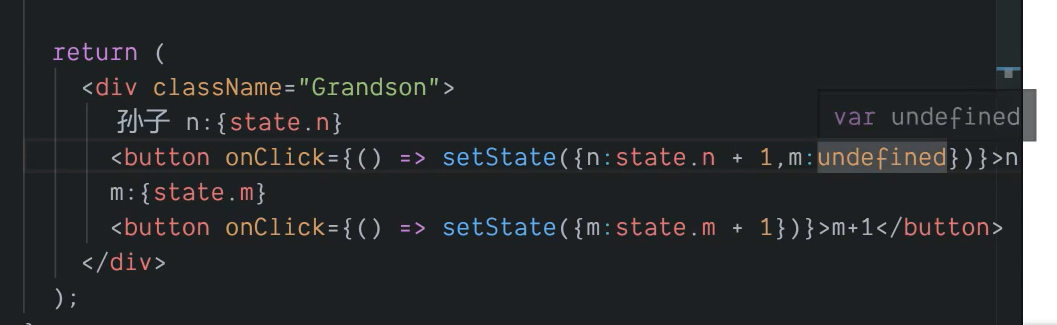 return (
<div className="Grandson">
孙子 n:{state.n}
var undefined
<button onClick={() => setState({n:state.n + 1,m:undefined})}>n
m:{state.m}
<button onClick={() => setState({m:state.m + 1})}>m+1</button>
</div>
);